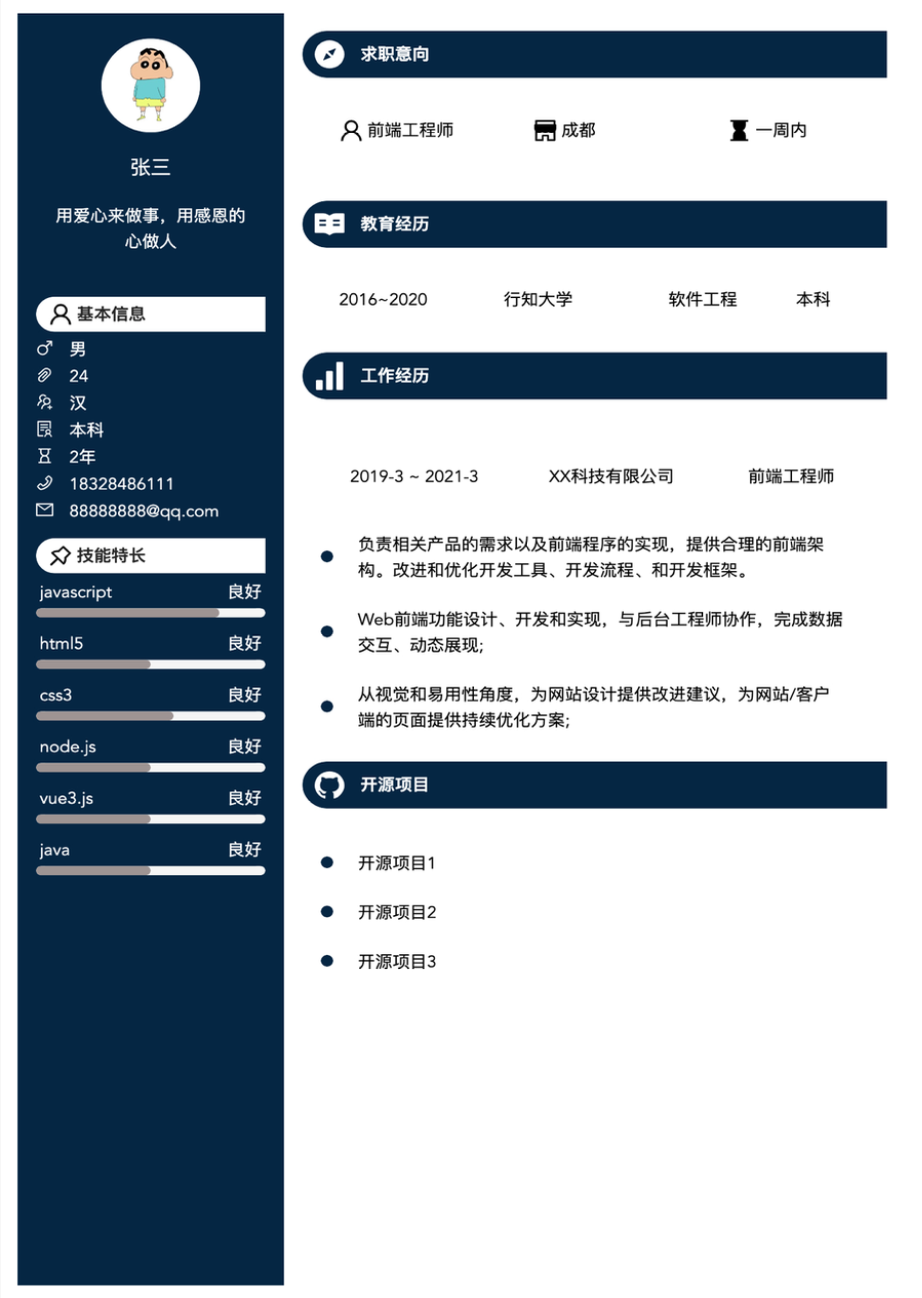 张三
用爱心来做事，用感恩的
心做人
基本信息
男
24
汉
本科
2年
18328486111
88888888@qq.com
技能特长
javascript 良好
html5 良好
css3 良好
node.js 良好
vue3.js 良好
java 良好
求职意向
前端工程师 成都 一周内
教育经历
2016~2020 行知大学 软件工程 本科
工作经历
2019-3 ~ 2021-3 XX科技有限公司 前端工程师
负责相关产品的需求以及前端程序的实现，提供合理的前端架
构。改进和优化开发工具、开发流程、和开发框架。
Web前端功能设计、开发和实现，与后台工程师协作，完成数据
交互、动态展现;
从视觉和易用性角度，为网站设计提供改进建议，为网站/客户
端的页面提供持续优化方案;
开源项目
开源项目1
开源项目2
开源项目3